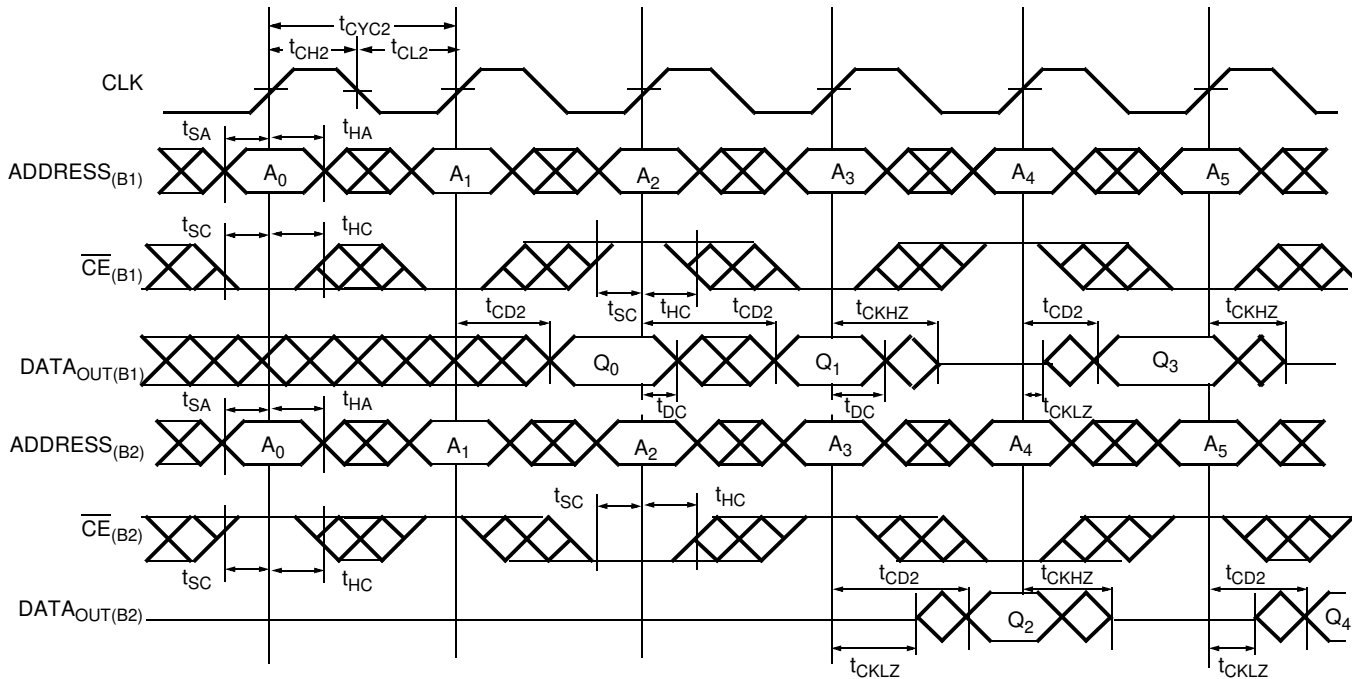 tCYC2
tCH2 tCL2
CLK
tSA tHA
ADDRESS(B1) A0 A1 A2 A3 A4 A5
tSC tHC
CE(B1)
tCD2 tSC tHC tCD2 tCKHZ tCD2 tCKHZ
DATAOUT(B1) Q0 Q1 Q3
tSA tHA tDC tDC tCKLZ
ADDRESS(B2) A0 A1 A2 A3 A4 A5
tSC tHC
CE(B2)
tSC tHC tCD2 tCKHZ tCD2
DATAOUT(B2) Q2 Q4
tCKLZ tCKLZ